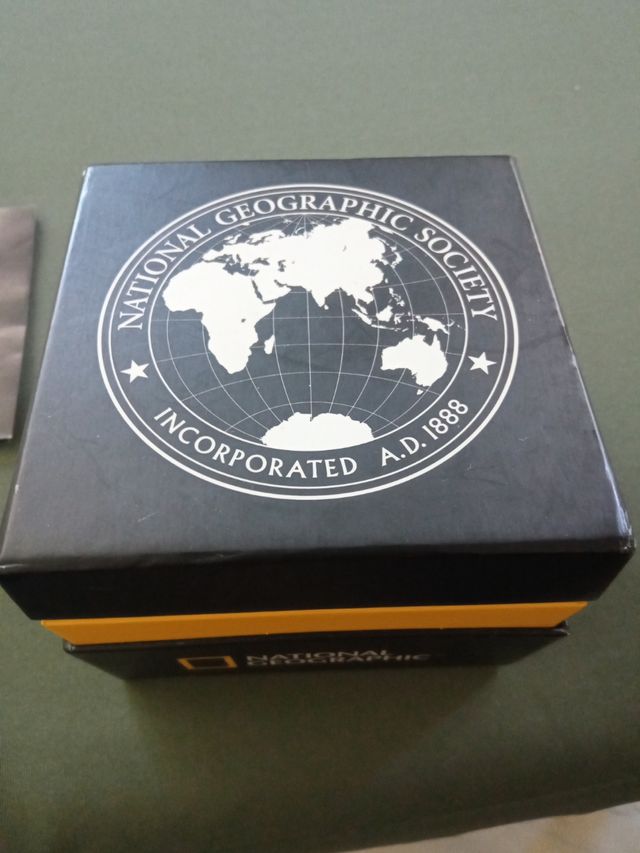 NATIONAL GEOGRAPHIC SOCIETY
INCORPORATED A.D. 1888
NATIONAL
GEOGRAPHIC